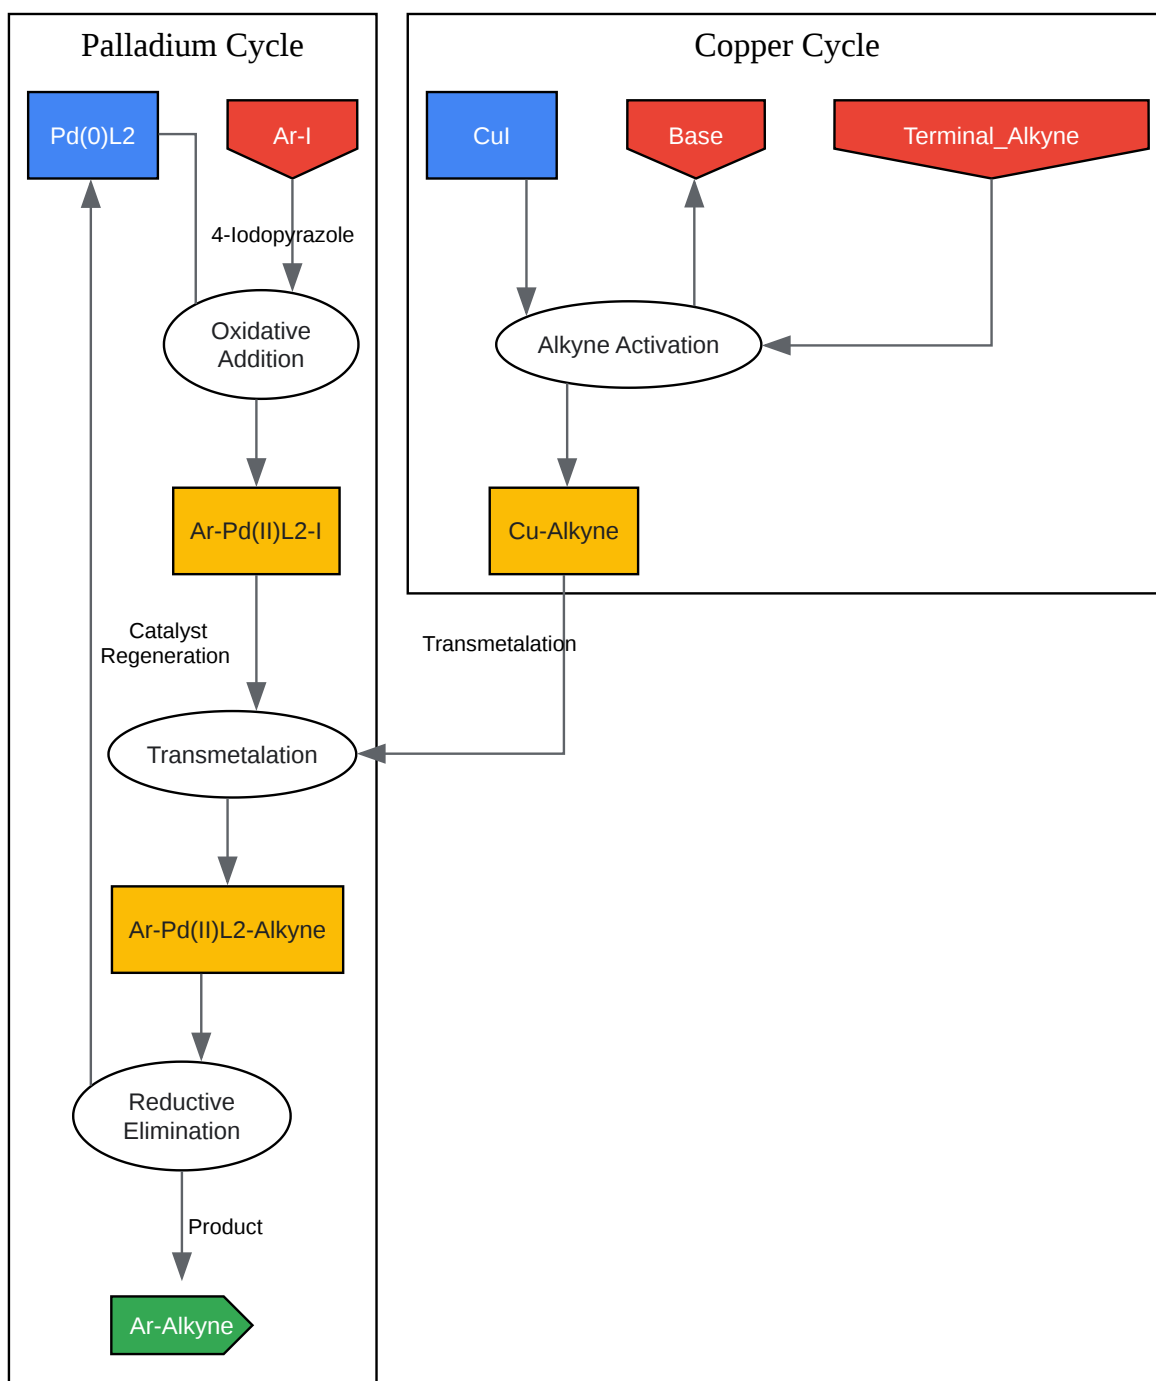 Palladium Cycle
Pd(0)L2
Ar-I
4-Iodopyrazole
Oxidative
Addition
Ar-Pd(II)L2-I
Catalyst
Regeneration
Transmetalation
Ar-Pd(II)L2-Alkyne
Reductive
Elimination
Product
Ar-Alkyne
Copper Cycle
CuI
Base
Terminal_Alkyne
Alkyne Activation
Cu-Alkyne
Transmetalation